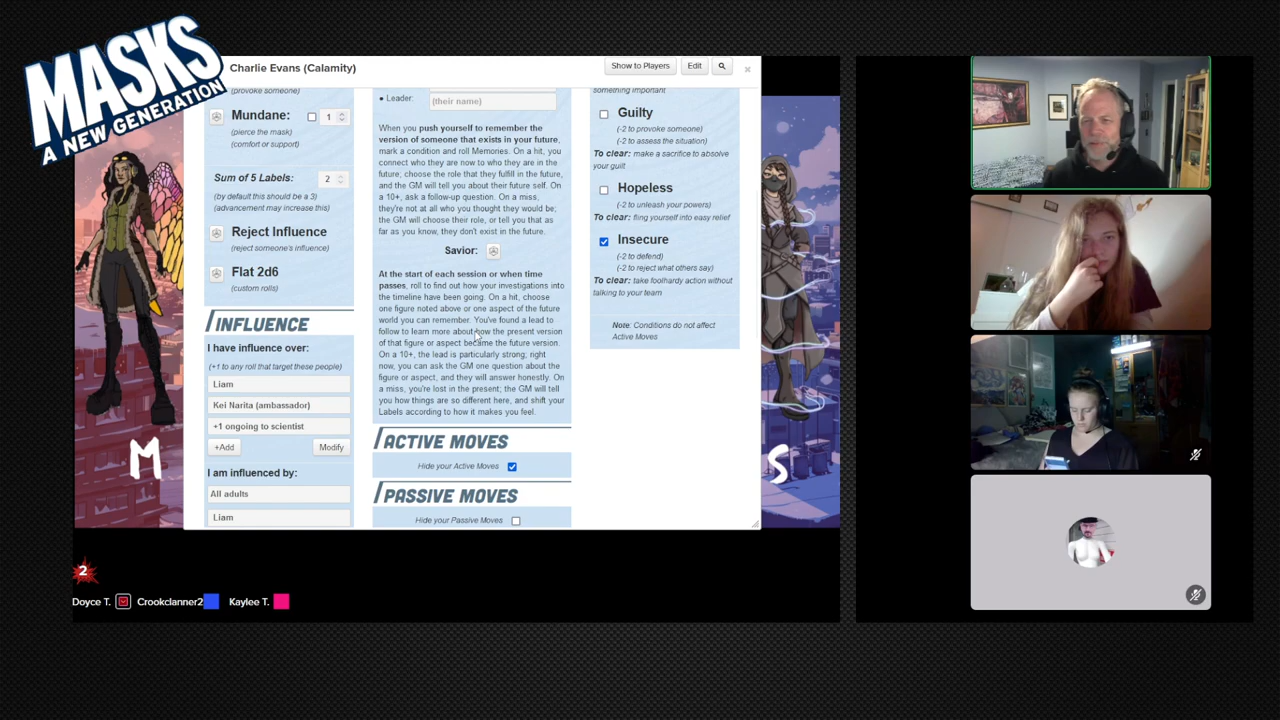 MASKS
A NEW GENERATION
Charlie Evans (Calamity)
Show to Players
Edit
(provoke someone)
Mundane:
1
(pierce the mask)
(comfort or support)
Sum of 5 Labels:
2
(by default this should be a 3)
(advancement may increase this)
Reject Influence
(reject someone's influence)
Flat 2d6
(custom rolls)
INFLUENCE
I have influence over:
(+1 to any roll that target these people)
Liam
Kei Narita (ambassador)
+1 ongoing to scientist
+Add
Modify
I am influenced by:
All adults
Liam
• Leader:
(their name)
When you push yourself to remember the
version of someone that exists in your future,
mark a condition and roll Memories. On a hit, you
connect who they are now to who they are in the
future; choose the role that they fulfill in the future,
and the GM will tell you about their future self. On
a 10+, ask a follow-up question. On a miss,
they're not at all who you thought they would be;
the GM will choose their role, or tell you that as
far as you know, they don't exist in the future.
Savior:
At the start of each session or when time
passes, roll to find out how your investigations into
the timeline have been going. On a hit, choose
one figure noted above or one aspect of the future
world you can remember. You've found a lead to
follow to learn more about how the present version
of that figure or aspect became the future version.
On a 10+, the lead is particularly strong; right
now, you can ask the GM one question about the
figure or aspect, and they will answer honestly. On
a miss, you're lost in the present; the GM will tell
you how things are so different here, and shift your
Labels according to how it makes you feel.
ACTIVE MOVES
Hide your Active Moves
PASSIVE MOVES
Hide your Passive Moves
something important
Guilty
(-2 to provoke someone)
(-2 to assess the situation)
To clear: make a sacrifice to absolve
your guilt
Hopeless
(-2 to unleash your powers)
To clear: fling yourself into easy relief
Insecure
(-2 to defend)
(-2 to reject what others say)
To clear: take foolhardy action without
talking to your team
Note: Conditions do not affect
Active Moves
M
S
2
Doyce T.
Crookclanner2
Kaylee T.